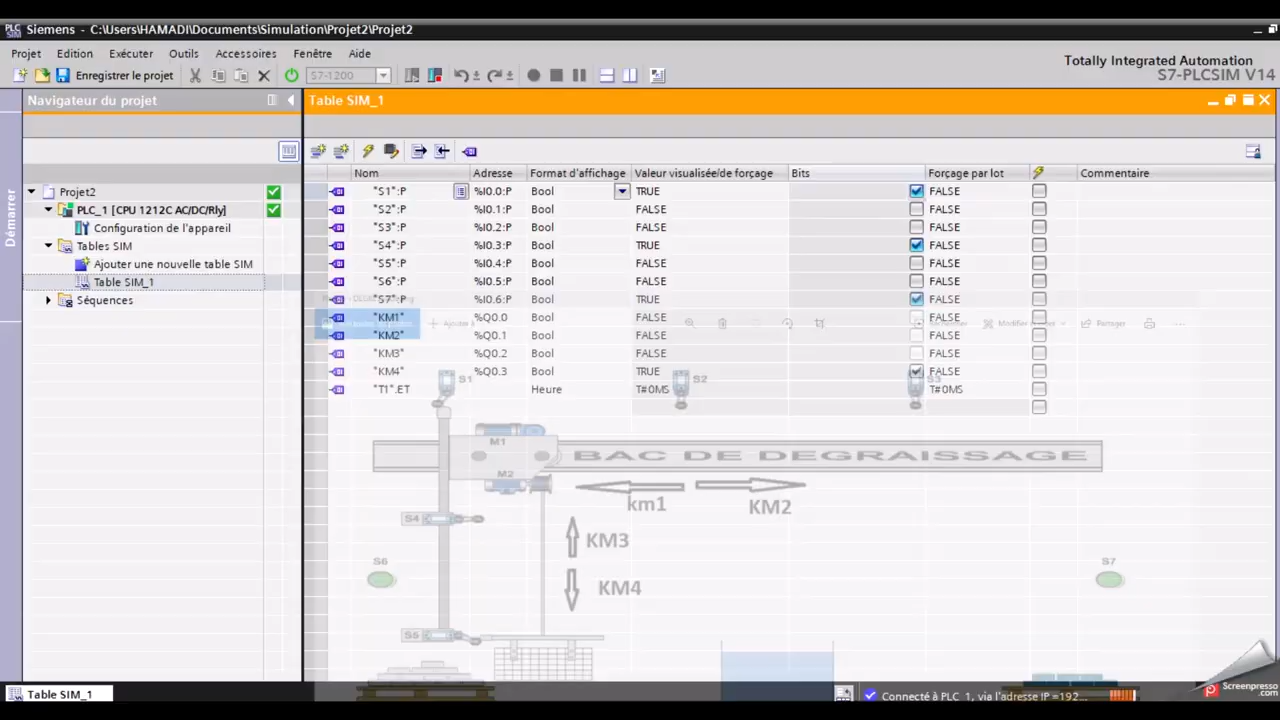 Siemens - C:\Users\HAMADI\Documents\Simulation\Projet2\Projet2
Projet Edition Exécuter Outils Accessoires Fenêtre Aide
Totally Integrated Automation
S7-PLCSIM V14
Enregistrer le projet S7-1200
Navigateur du projet
Table SIM_1
Démarrer
Nom Adresse Format d'affichage Valeur visualisée/de forçage Bits Forçage par lot Commentaire
Projet2
PLC_1 [CPU 1212C AC/DC/Rly]
Configuration de l'appareil
Tables SIM
Ajouter une nouvelle table SIM
Table SIM_1
Séquences
"S1":P %I0.0:P Bool TRUE FALSE
"S2":P %I0.1:P Bool FALSE FALSE
"S3":P %I0.2:P Bool FALSE FALSE
"S4":P %I0.3:P Bool TRUE FALSE
"S5":P %I0.4:P Bool FALSE FALSE
"S6":P %I0.5:P Bool FALSE FALSE
"S7":P %I0.6:P Bool TRUE FALSE
"KM1" %Q0.0 Bool FALSE FALSE
"KM2" %Q0.1 Bool FALSE FALSE
"KM3" %Q0.2 Bool FALSE FALSE
"KM4" %Q0.3 Bool TRUE FALSE
"T1".ET Heure T#0MS T#0MS
Ajouter à
Rechercher
Modifier
Partager
S1 S2 S3
M1
BAC DE DEGRAISSAGE
M2
km1 KM2
S4
KM3
S6 S7
KM4
S5
Table SIM_1
Connecté à PLC_1, via l'adresse IP =192...
Screenpresso
.com
PLC
SIM